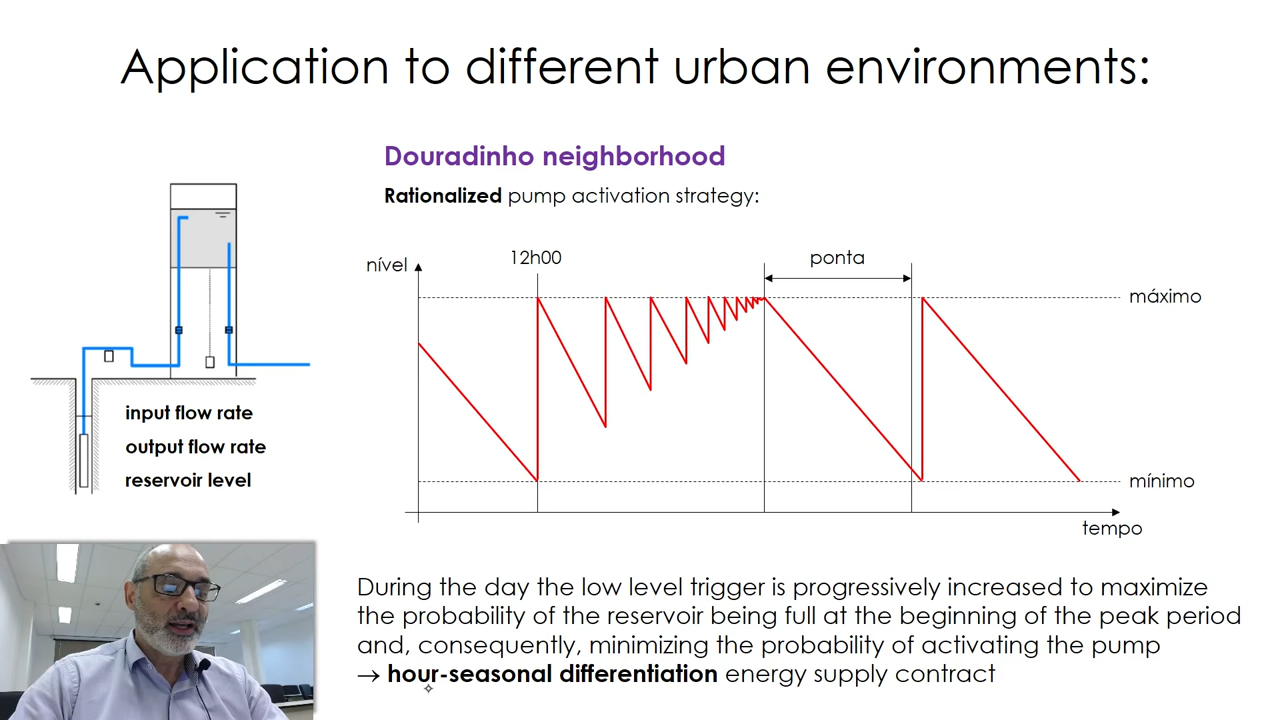 Application to different urban environments:
Douradinho neighborhood
Rationalized pump activation strategy:
12h00
ponta
nível
máximo
mínimo
tempo
input flow rate
output flow rate
reservoir level
During the day the low level trigger is progressively increased to maximize
the probability of the reservoir being full at the beginning of the peak period
and, consequently, minimizing the probability of activating the pump
→ hour-seasonal differentiation energy supply contract